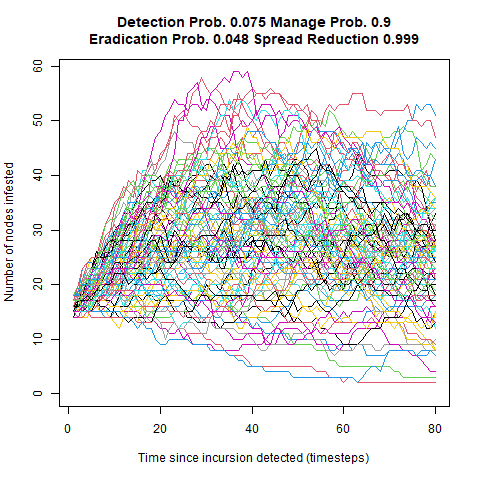 Detection Prob. 0.075 Manage Prob. 0.9
Eradication Prob. 0.048 Spread Reduction 0.999
Number of nodes infested
60
50
40
30
20
10
0
0 20 40 60 80
Time since incursion detected (timesteps)